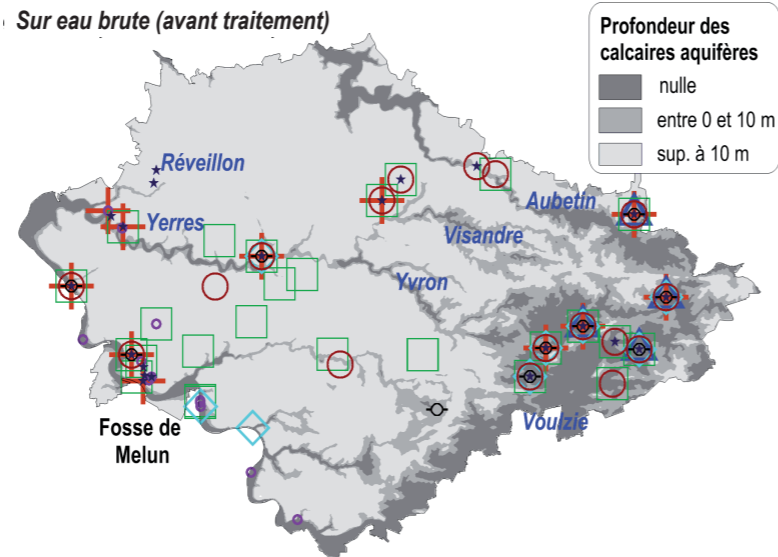 Sur eau brute (avant traitement)
Profondeur des
calcaires aquifères
nulle
entre 0 et 10 m
sup. à 10 m
Réveillon
Yerres
Aubetin
Visandre
Yvron
Voulzie
Fosse de
Melun